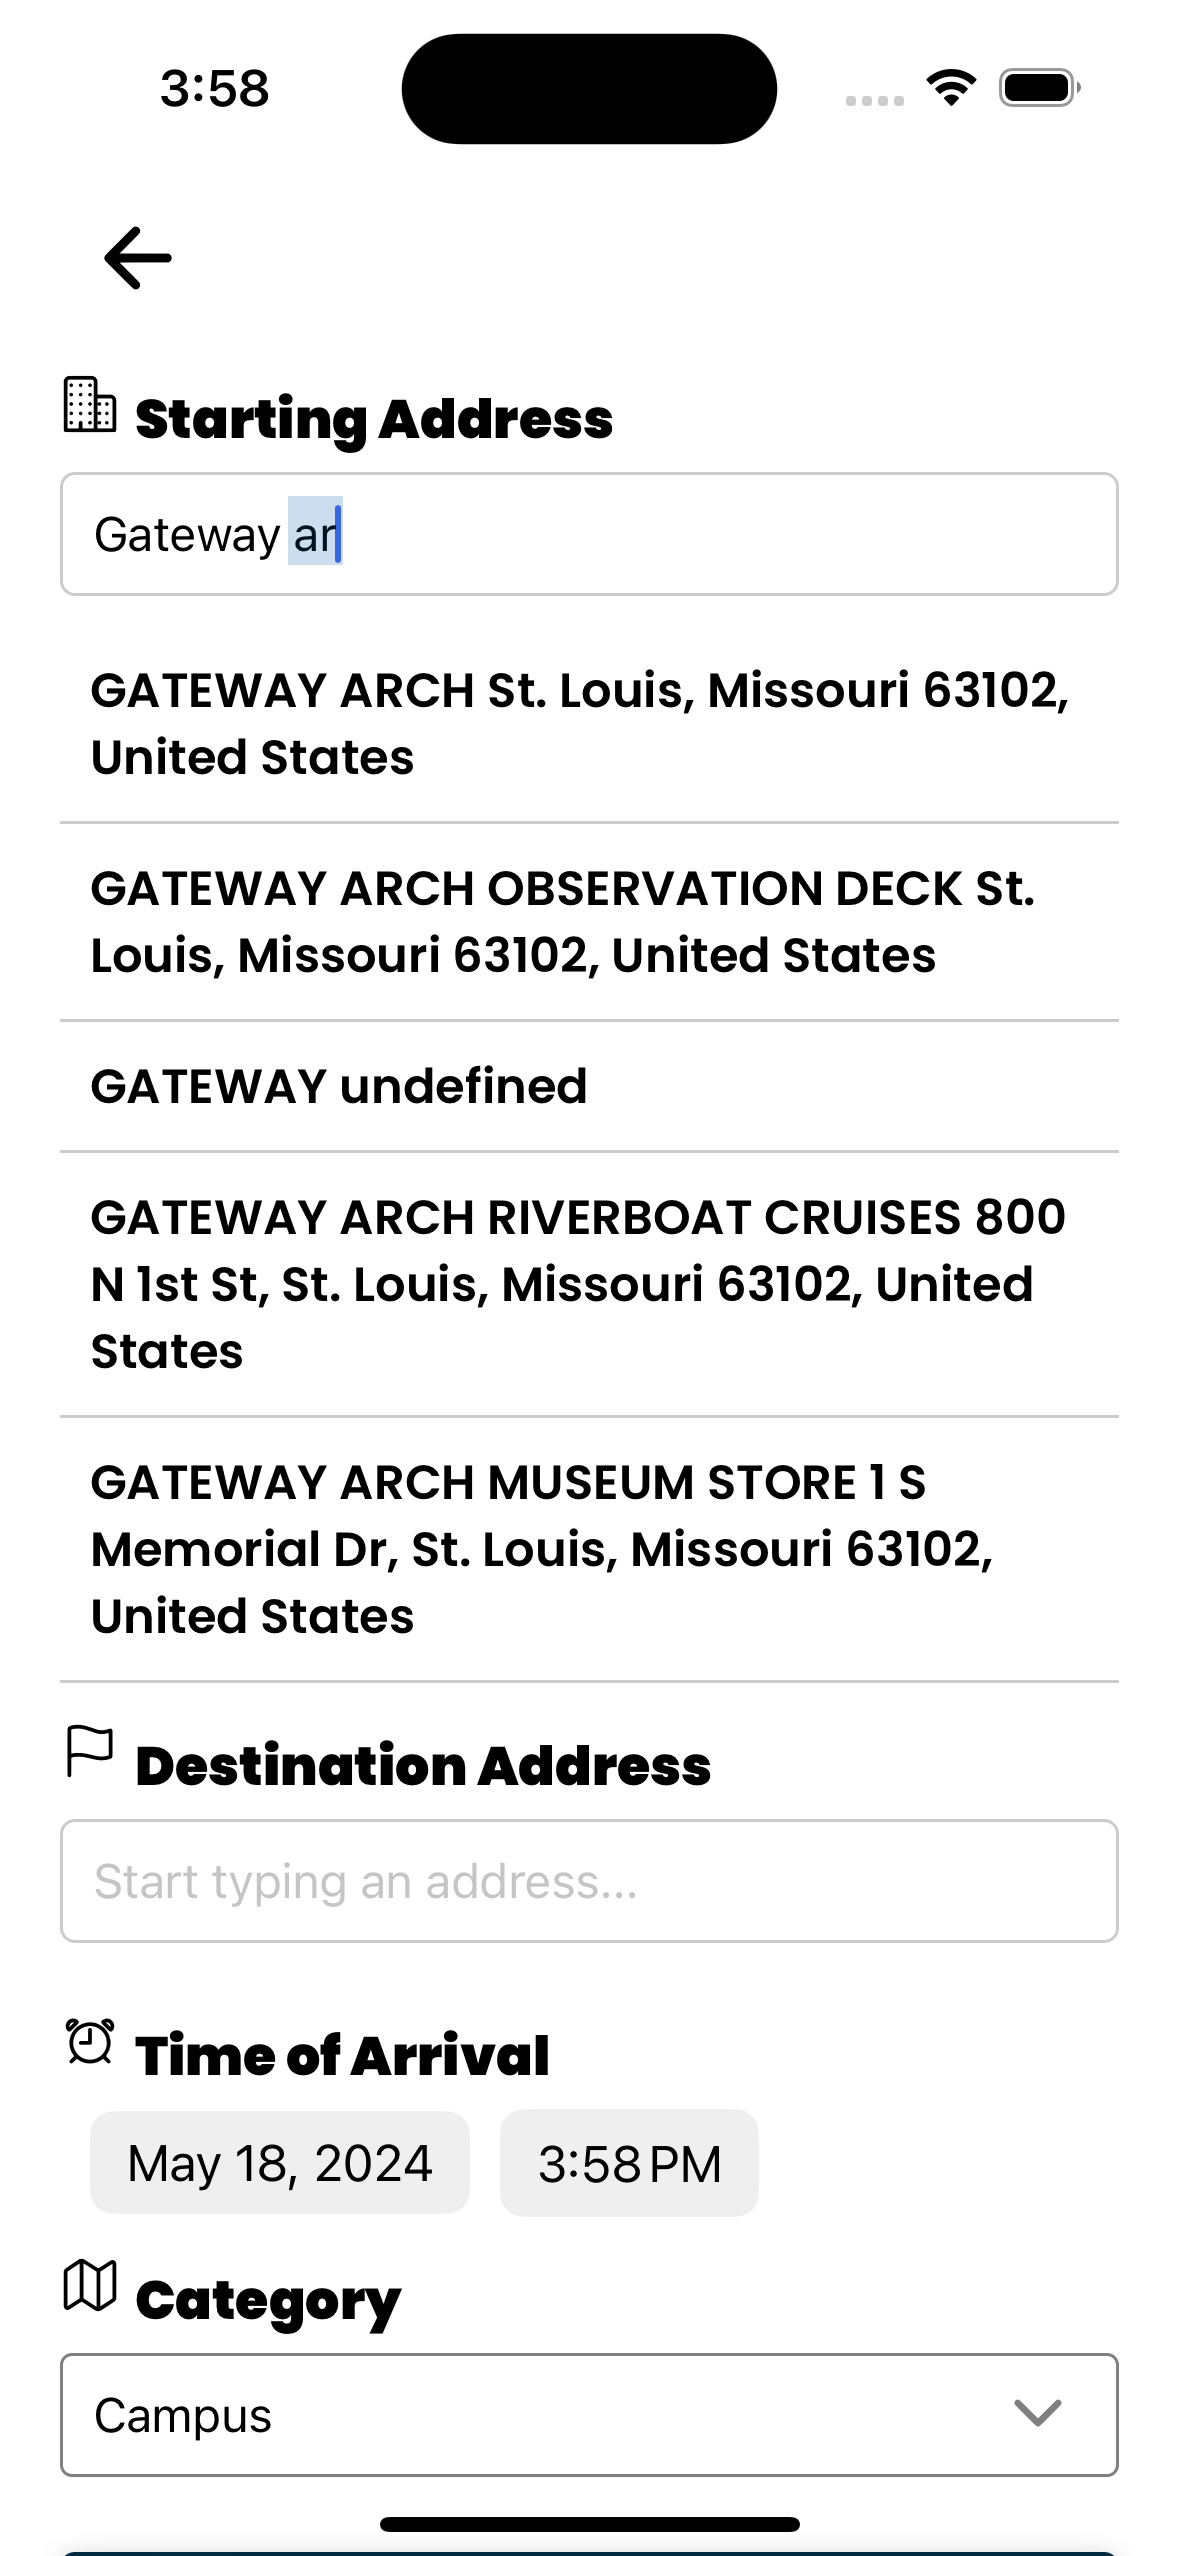 3:58
Starting Address
Gateway ar
GATEWAY ARCH St. Louis, Missouri 63102,
United States
GATEWAY ARCH OBSERVATION DECK St.
Louis, Missouri 63102, United States
GATEWAY undefined
GATEWAY ARCH RIVERBOAT CRUISES 800
N 1st St, St. Louis, Missouri 63102, United
States
GATEWAY ARCH MUSEUM STORE 1 S
Memorial Dr, St. Louis, Missouri 63102,
United States
Destination Address
Start typing an address...
Time of Arrival
May 18, 2024 3:58 PM
Category
Campus